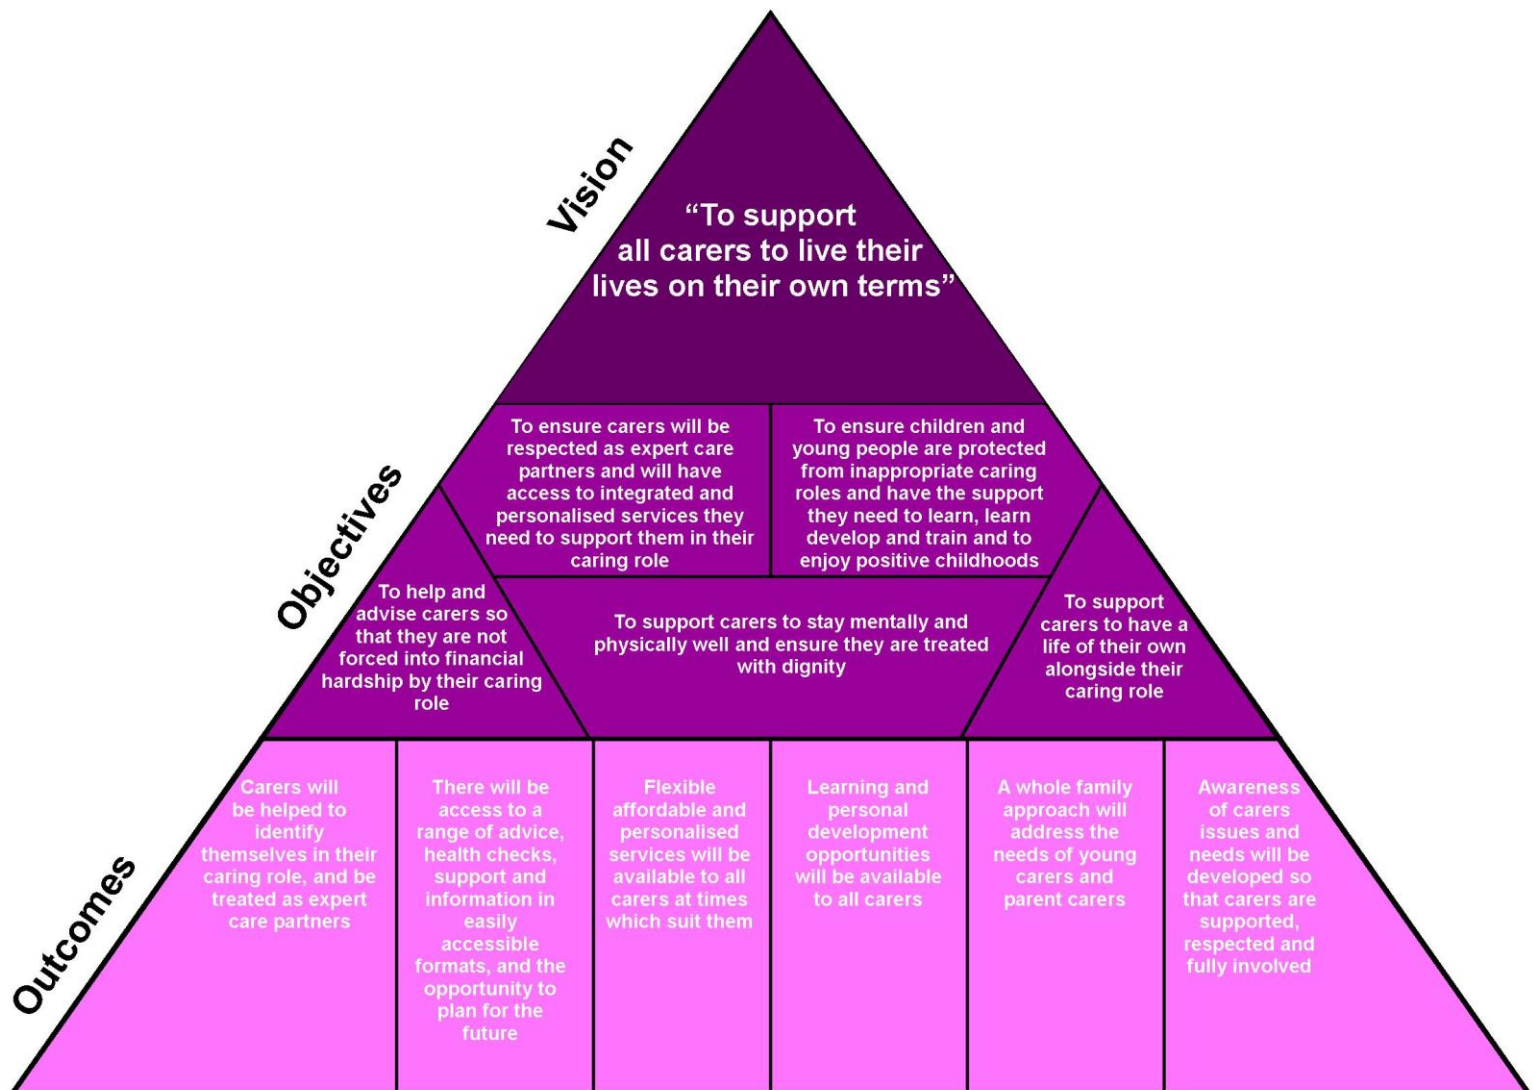 Vision
“To support
all carers to live their
lives on their own terms”
Objectives
To ensure carers will be
respected as expert care
partners and will have
access to integrated and
personalised services they
need to support them in their
caring role
To ensure children and
young people are protected
from inappropriate caring
roles and have the support
they need to learn, learn
develop and train and to
enjoy positive childhoods
To help and
advise carers so
that they are not
forced into financial
hardship by their caring
role
To support carers to stay mentally and
physically well and ensure they are treated
with dignity
To support
carers to have a
life of their own
alongside their
caring role
Outcomes
Carers will
be helped to
identify
themselves in their
caring role, and be
treated as expert
care partners
There will be
access to a
range of advice,
health checks,
support and
information in
easily
accessible
formats, and the
opportunity to
plan for the
future
Flexible
affordable and
personalised
services will be
available to all
carers at times
which suit them
Learning and
personal
development
opportunities
will be available
to all carers
A whole family
approach will
address the
needs of young
carers and
parent carers
Awareness
of carers
issues and
needs will be
developed so
that carers are
supported,
respected and
fully involved